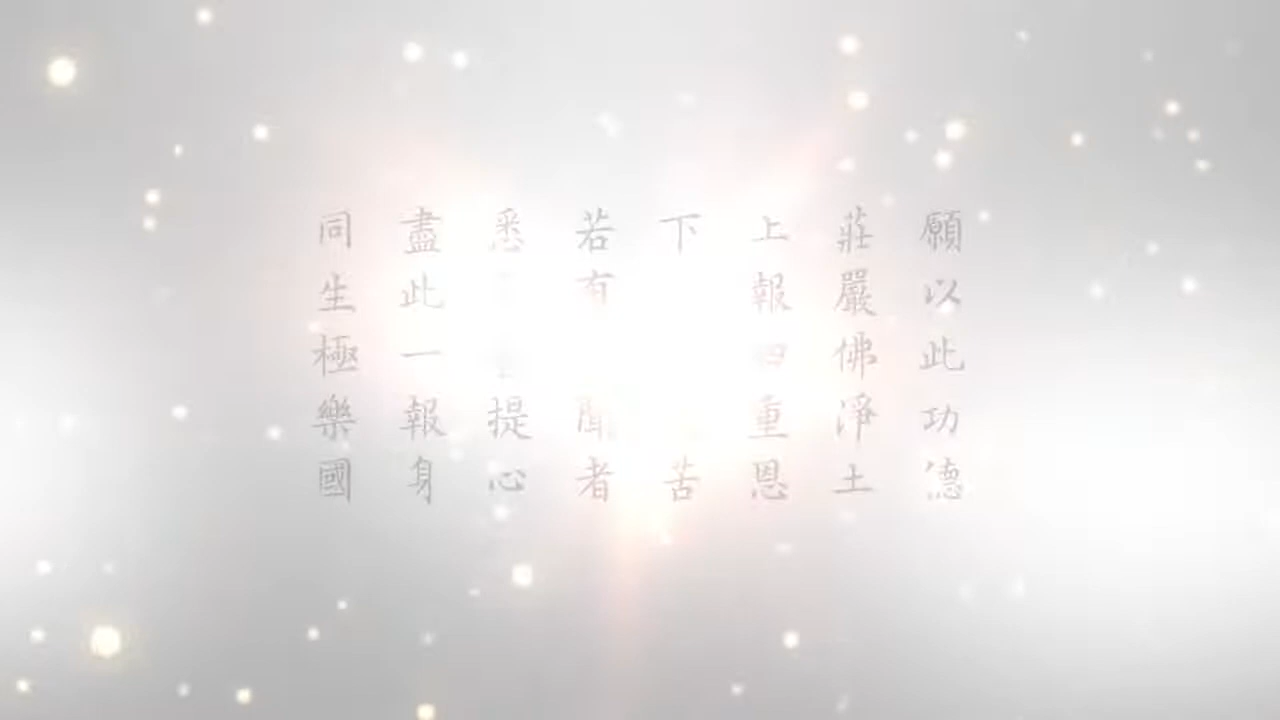 願以此功德
莊嚴佛淨土
上報四重恩
下苦
若有聞者
悉提心
盡此一報身
同生極樂國